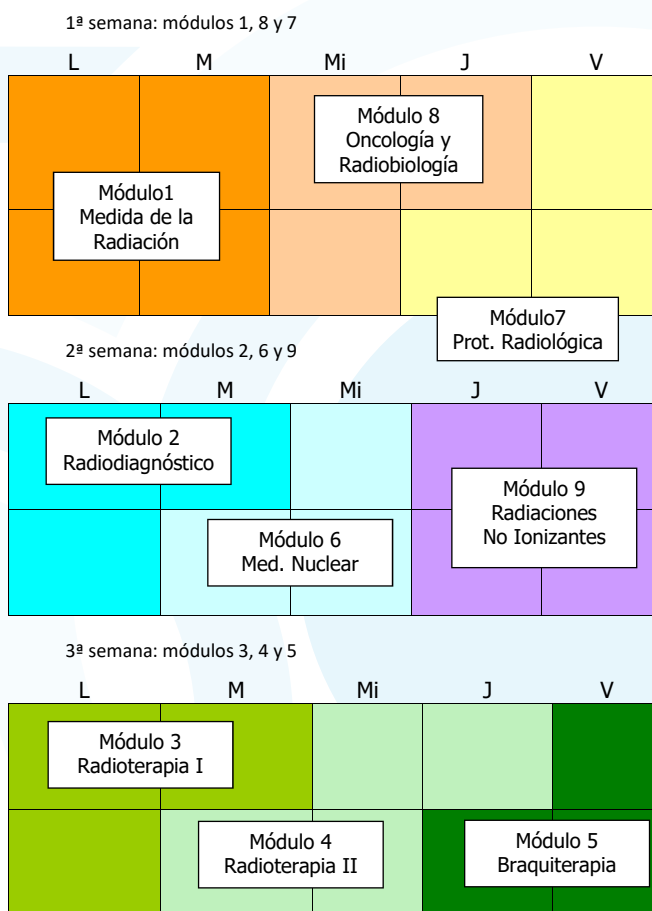 1ª semana: módulos 1, 8 y 7
L M Mi J V
Módulo 8
Oncología y
Radiobiología
Módulo1
Medida de la
Radiación
Módulo7
Prot. Radiológica
2ª semana: módulos 2, 6 y 9
L M Mi J V
Módulo 2
Radiodiagnóstico
Módulo 9
Radiaciones
No Ionizantes
Módulo 6
Med. Nuclear
3ª semana: módulos 3, 4 y 5
L M Mi J V
Módulo 3
Radioterapia I
Módulo 4
Radioterapia II
Módulo 5
Braquiterapia